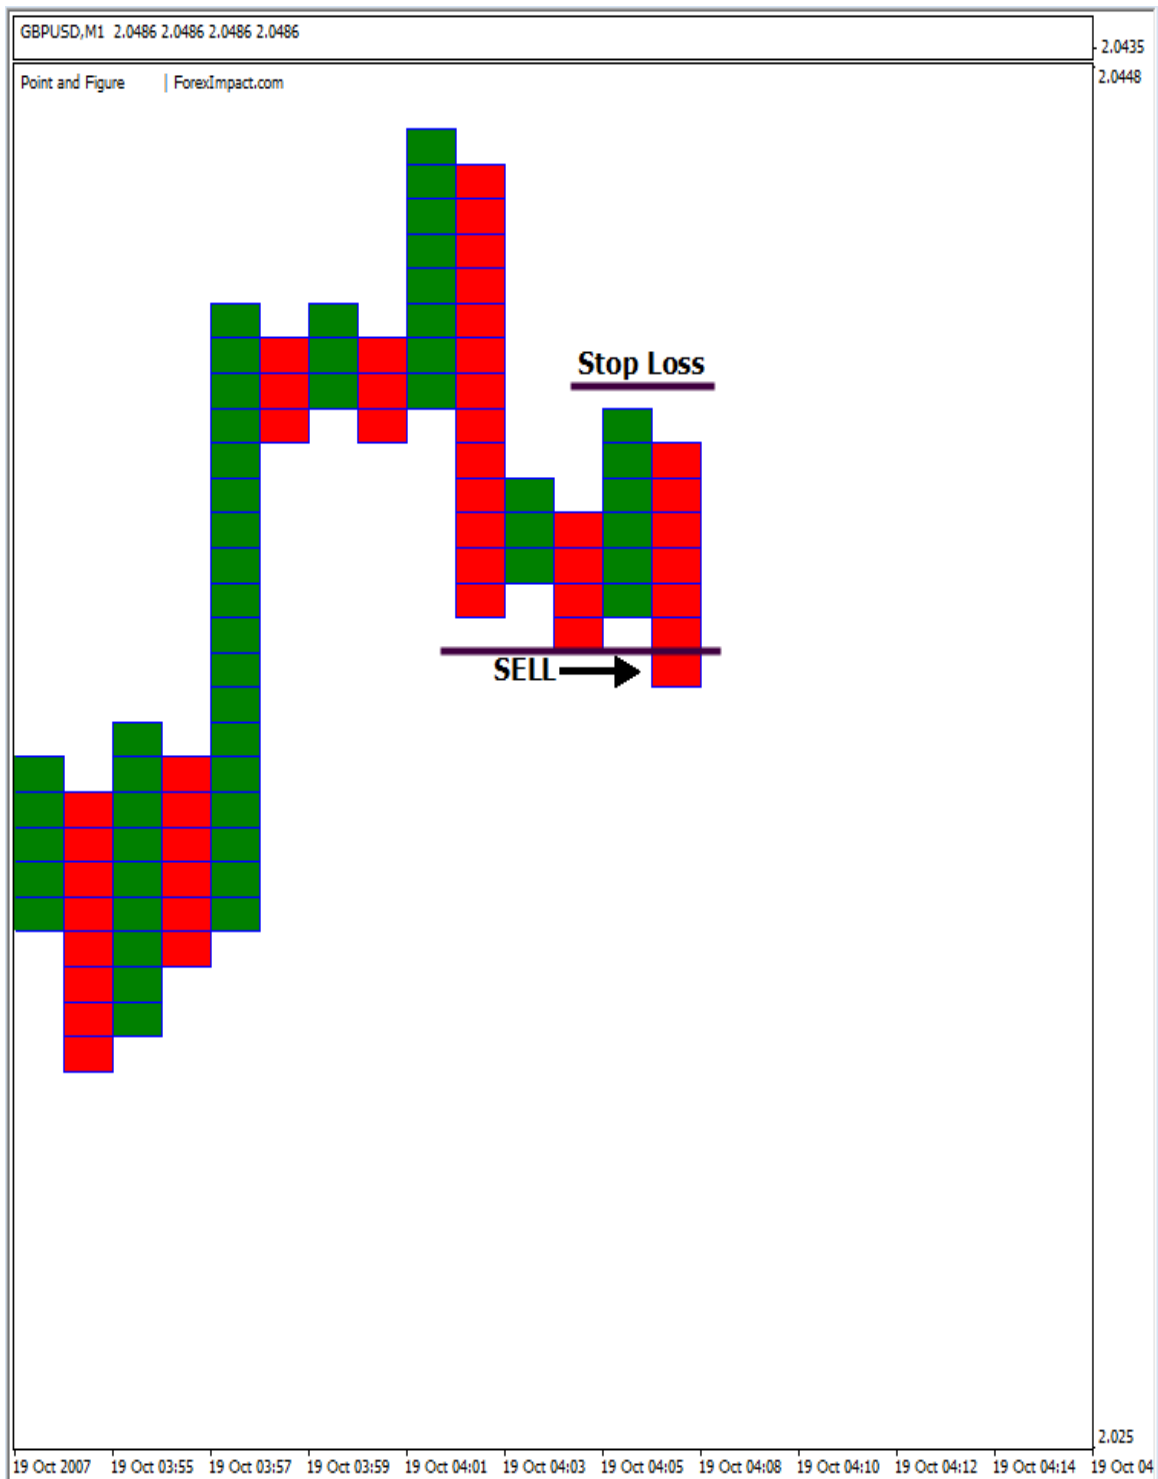 GBPUSD,M1 2.0486 2.0486 2.0486 2.0486
2.0435
2.0448
Point and Figure | ForexImpact.com
Stop Loss
SELL
2.025
19 Oct 2007 19 Oct 03:55 19 Oct 03:57 19 Oct 03:59 19 Oct 04:01 19 Oct 04:03 19 Oct 04:05 19 Oct 04:08 19 Oct 04:10 19 Oct 04:12 19 Oct 04:14 19 Oct 04